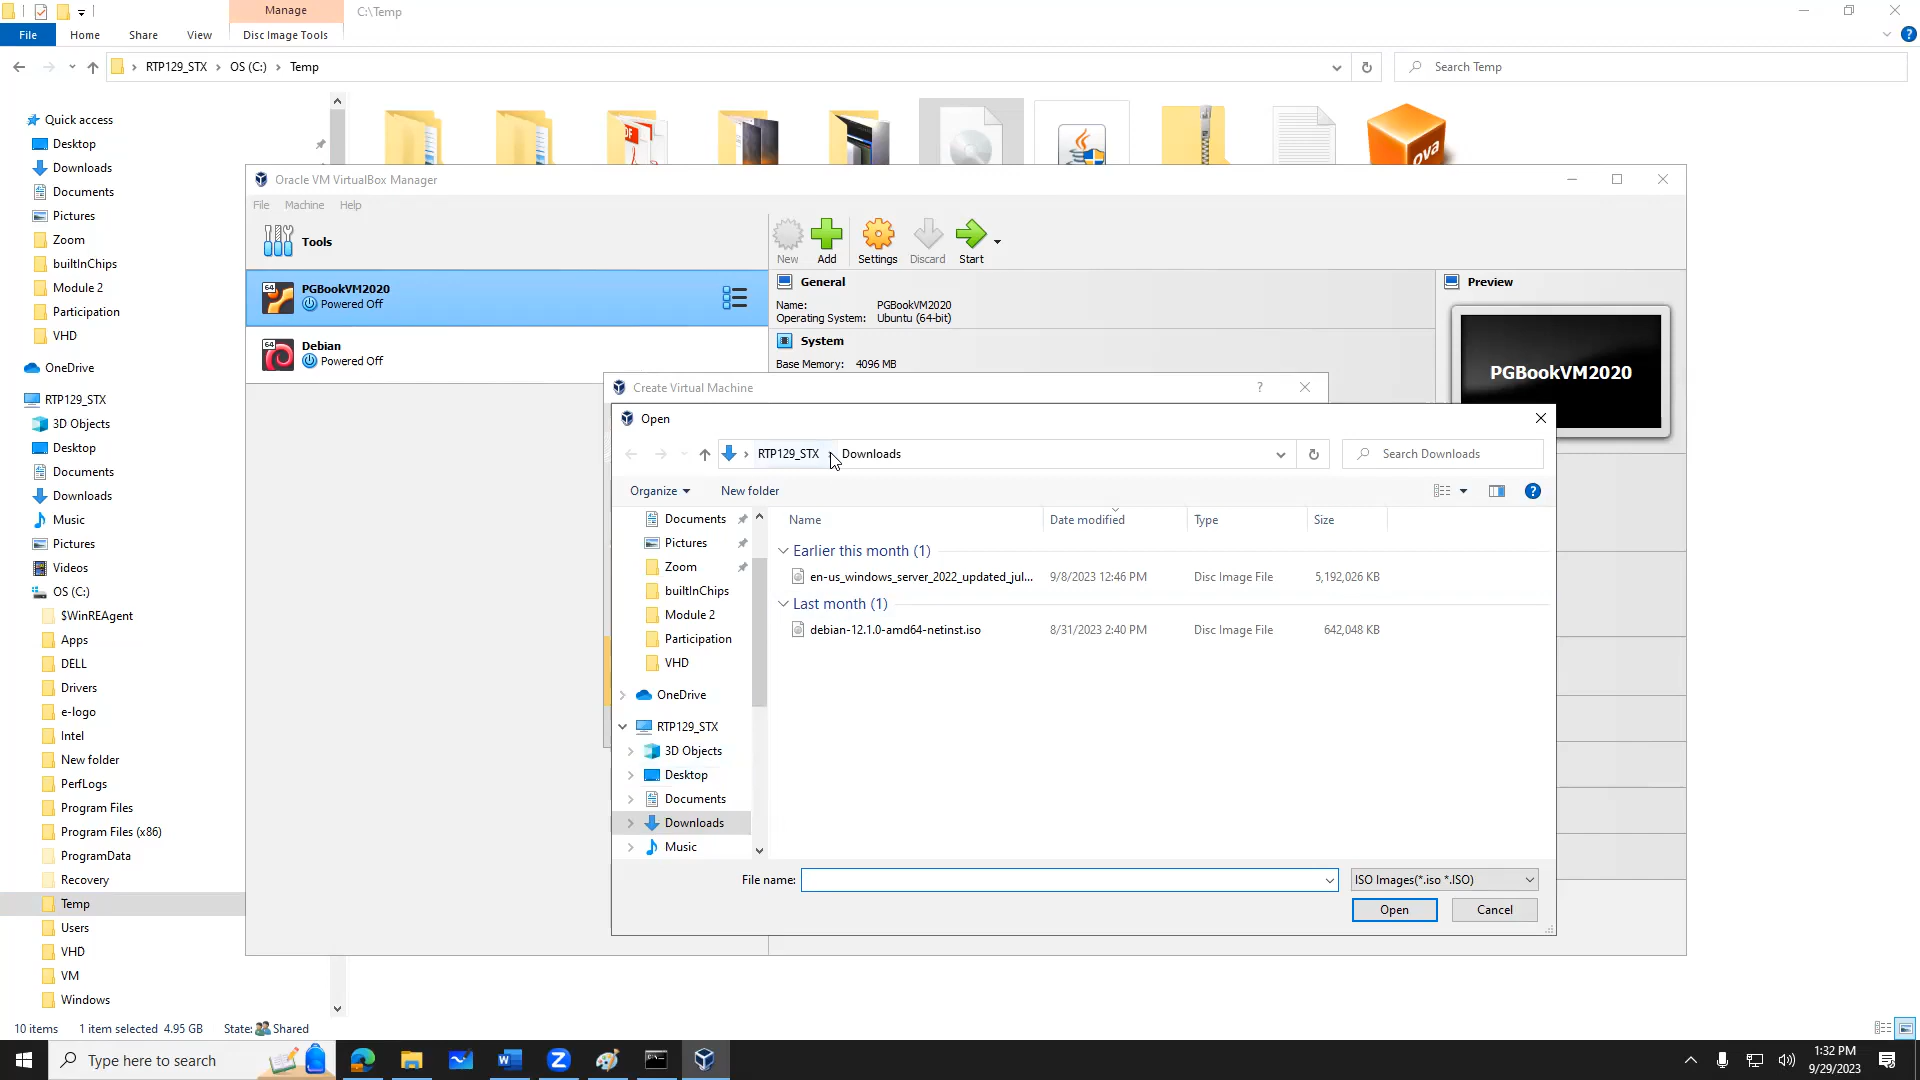 Manage
C:\Temp
File
Home
Share
View
Disc Image Tools
RTP129_STX
OS (C:)
Temp
Search Temp
Quick access
Desktop
Downloads
Documents
Pictures
Zoom
builtInChips
Module 2
Participation
VHD
OneDrive
RTP129_STX
3D Objects
Desktop
Documents
Downloads
Music
Pictures
Videos
OS (C:)
$WinREAgent
Apps
DELL
Drivers
e-logo
Intel
New folder
PerfLogs
Program Files
Program Files (x86)
ProgramData
Recovery
Temp
Users
VHD
VM
Windows
10 items
1 item selected 4.95 GB
State: Shared
PDF
ova
Oracle VM VirtualBox Manager
File
Machine
Help
Tools
New
Add
Settings
Discard
Start
64
PGBookVM2020
Powered Off
64
Debian
Powered Off
General
Name: PGBookVM2020
Operating System: Ubuntu (64-bit)
System
Base Memory: 4096 MB
Preview
PGBookVM2020
Create Virtual Machine
?
Open
RTP129_STX
Downloads
Search Downloads
Organize
New folder
?
Documents
Pictures
Zoom
builtInChips
Module 2
Participation
VHD
OneDrive
RTP129_STX
3D Objects
Desktop
Documents
Downloads
Music
Name
Date modified
Type
Size
Earlier this month (1)
en-us_windows_server_2022_updated_jul... 9/8/2023 12:46 PM Disc Image File 5,192,026 KB
Last month (1)
debian-12.1.0-amd64-netinst.iso 8/31/2023 2:40 PM Disc Image File 642,048 KB
File name:
ISO Images(*.iso *.ISO)
Open
Cancel
Type here to search
1:32 PM
9/29/2023